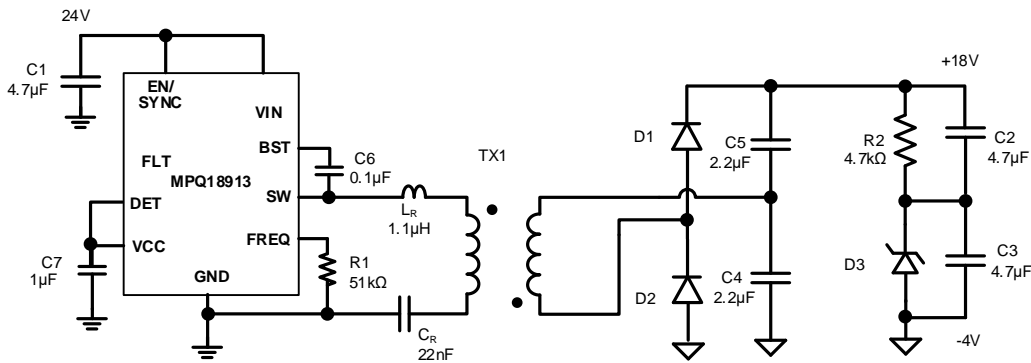 24V
C1
4.7µF
EN/
SYNC
VIN
BST
FLT
MPQ18913
DET
SW
VCC
FREQ
GND
C7
1µF
C6
0.1µF
LR
1.1µH
R1
51kΩ
CR
22nF
TX1
D1
D2
C5
2.2µF
C4
2.2µF
+18V
R2
4.7kΩ
C2
4.7µF
D3
C3
4.7µF
-4V